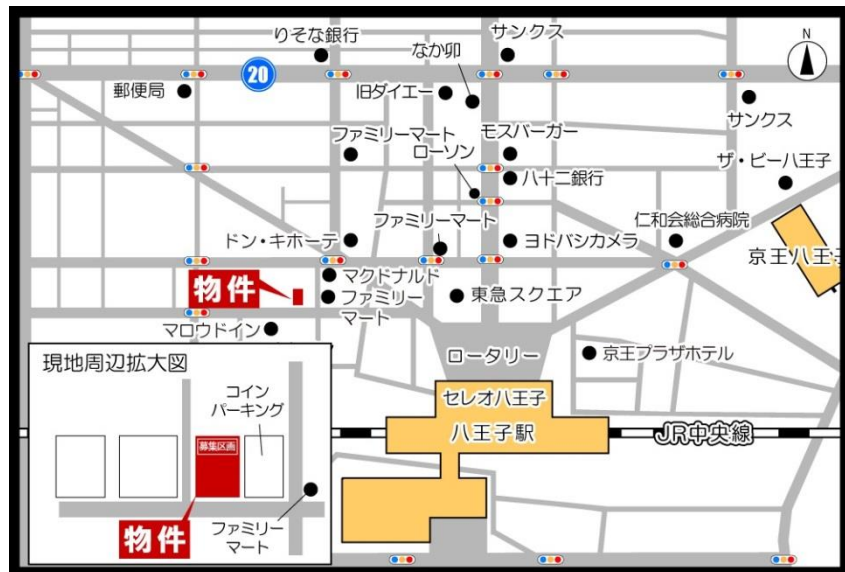 りそな銀行
サンクス
N
なか卯
20
郵便局
旧ダイエー
サンクス
ファミリーマート
モスバーガー
ローソン
ザ・ビー八王子
八十二銀行
ファミリーマート
仁和会総合病院
ドン・キホーテ
ヨドバシカメラ
京王八王子
マクドナルド
物件
ファミリー
マート
東急スクエア
マロウドイン
ロータリー
京王プラザホテル
セレオ八王子
八王子駅
JR中央線
現地周辺拡大図
コイン
パーキング
募集区画
物件
ファミリー
マート